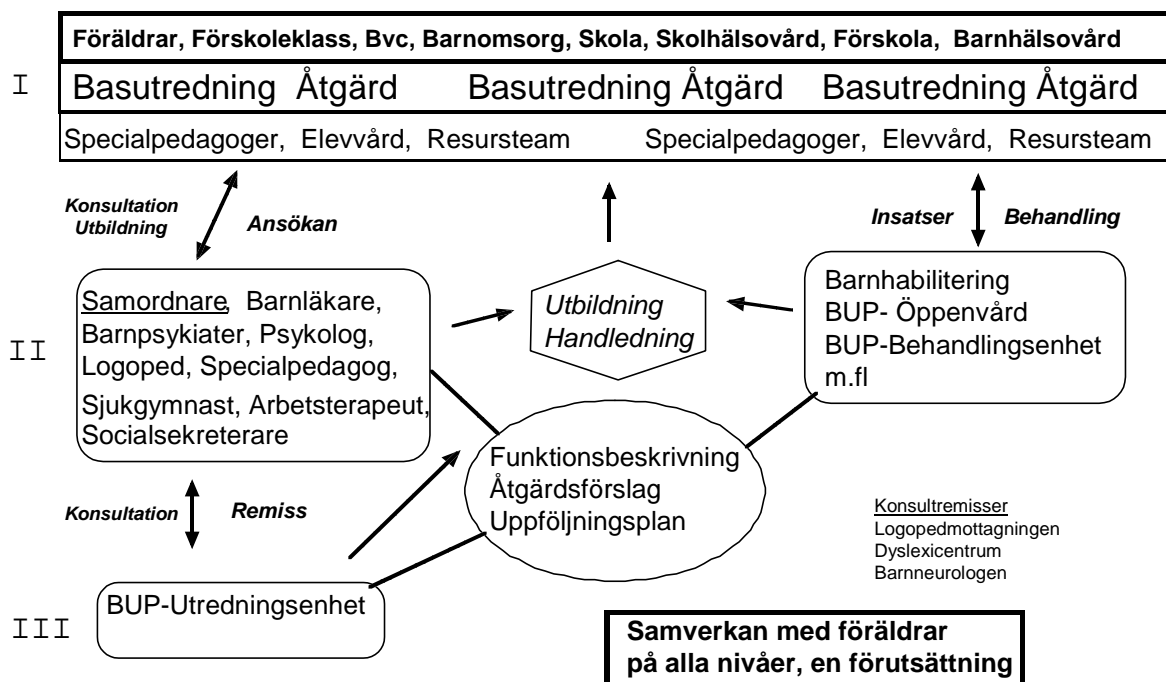 Föräldrar, Förskoleklass, Bvc, Barnomsorg, Skola, Skolhälsovård, Förskola, Barnhälsovård
I
Basutredning Åtgärd Basutredning Åtgärd Basutredning Åtgärd
Specialpedagoger, Elevvård, Resursteam Specialpedagoger, Elevvård, Resursteam
Konsultation
Utbildning
Ansökan
Insatser
Behandling
II
Samordnare, Barnläkare,
Barnpsykiater, Psykolog,
Logoped, Specialpedagog,
Sjukgymnast, Arbetsterapeut,
Socialsekreterare
Utbildning
Handledning
Barnhabilitering
BUP- Öppenvård
BUP-Behandlingsenhet
m.fl
Funktionsbeskrivning
Åtgärdsförslag
Uppföljningsplan
Konsultation
Remiss
Konsultremisser
Logopedmottagningen
Dyslexicentrum
Barnneurologen
III
BUP-Utredningsenhet
Samverkan med föräldrar
på alla nivåer, en förutsättning